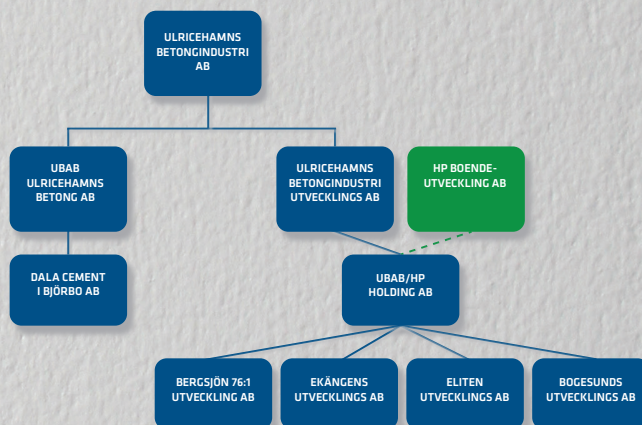 ULRICEHAMNS
BETONGINDUSTRI
AB
UBAB
ULRICEHAMNS
BETONG AB
ULRICEHAMNS
BETONGINDUSTRI
UTVECKLINGS AB
HP BOENDE-
UTVECKLING AB
DALA CEMENT
I BJÖRBO AB
UBAB/HP
HOLDING AB
BERGSJÖN 76:1
UTVECKLING AB
EKÄNGENS
UTVECKLINGS AB
ELITEN
UTVECKLINGS AB
BOGESUNDS
UTVECKLINGS AB